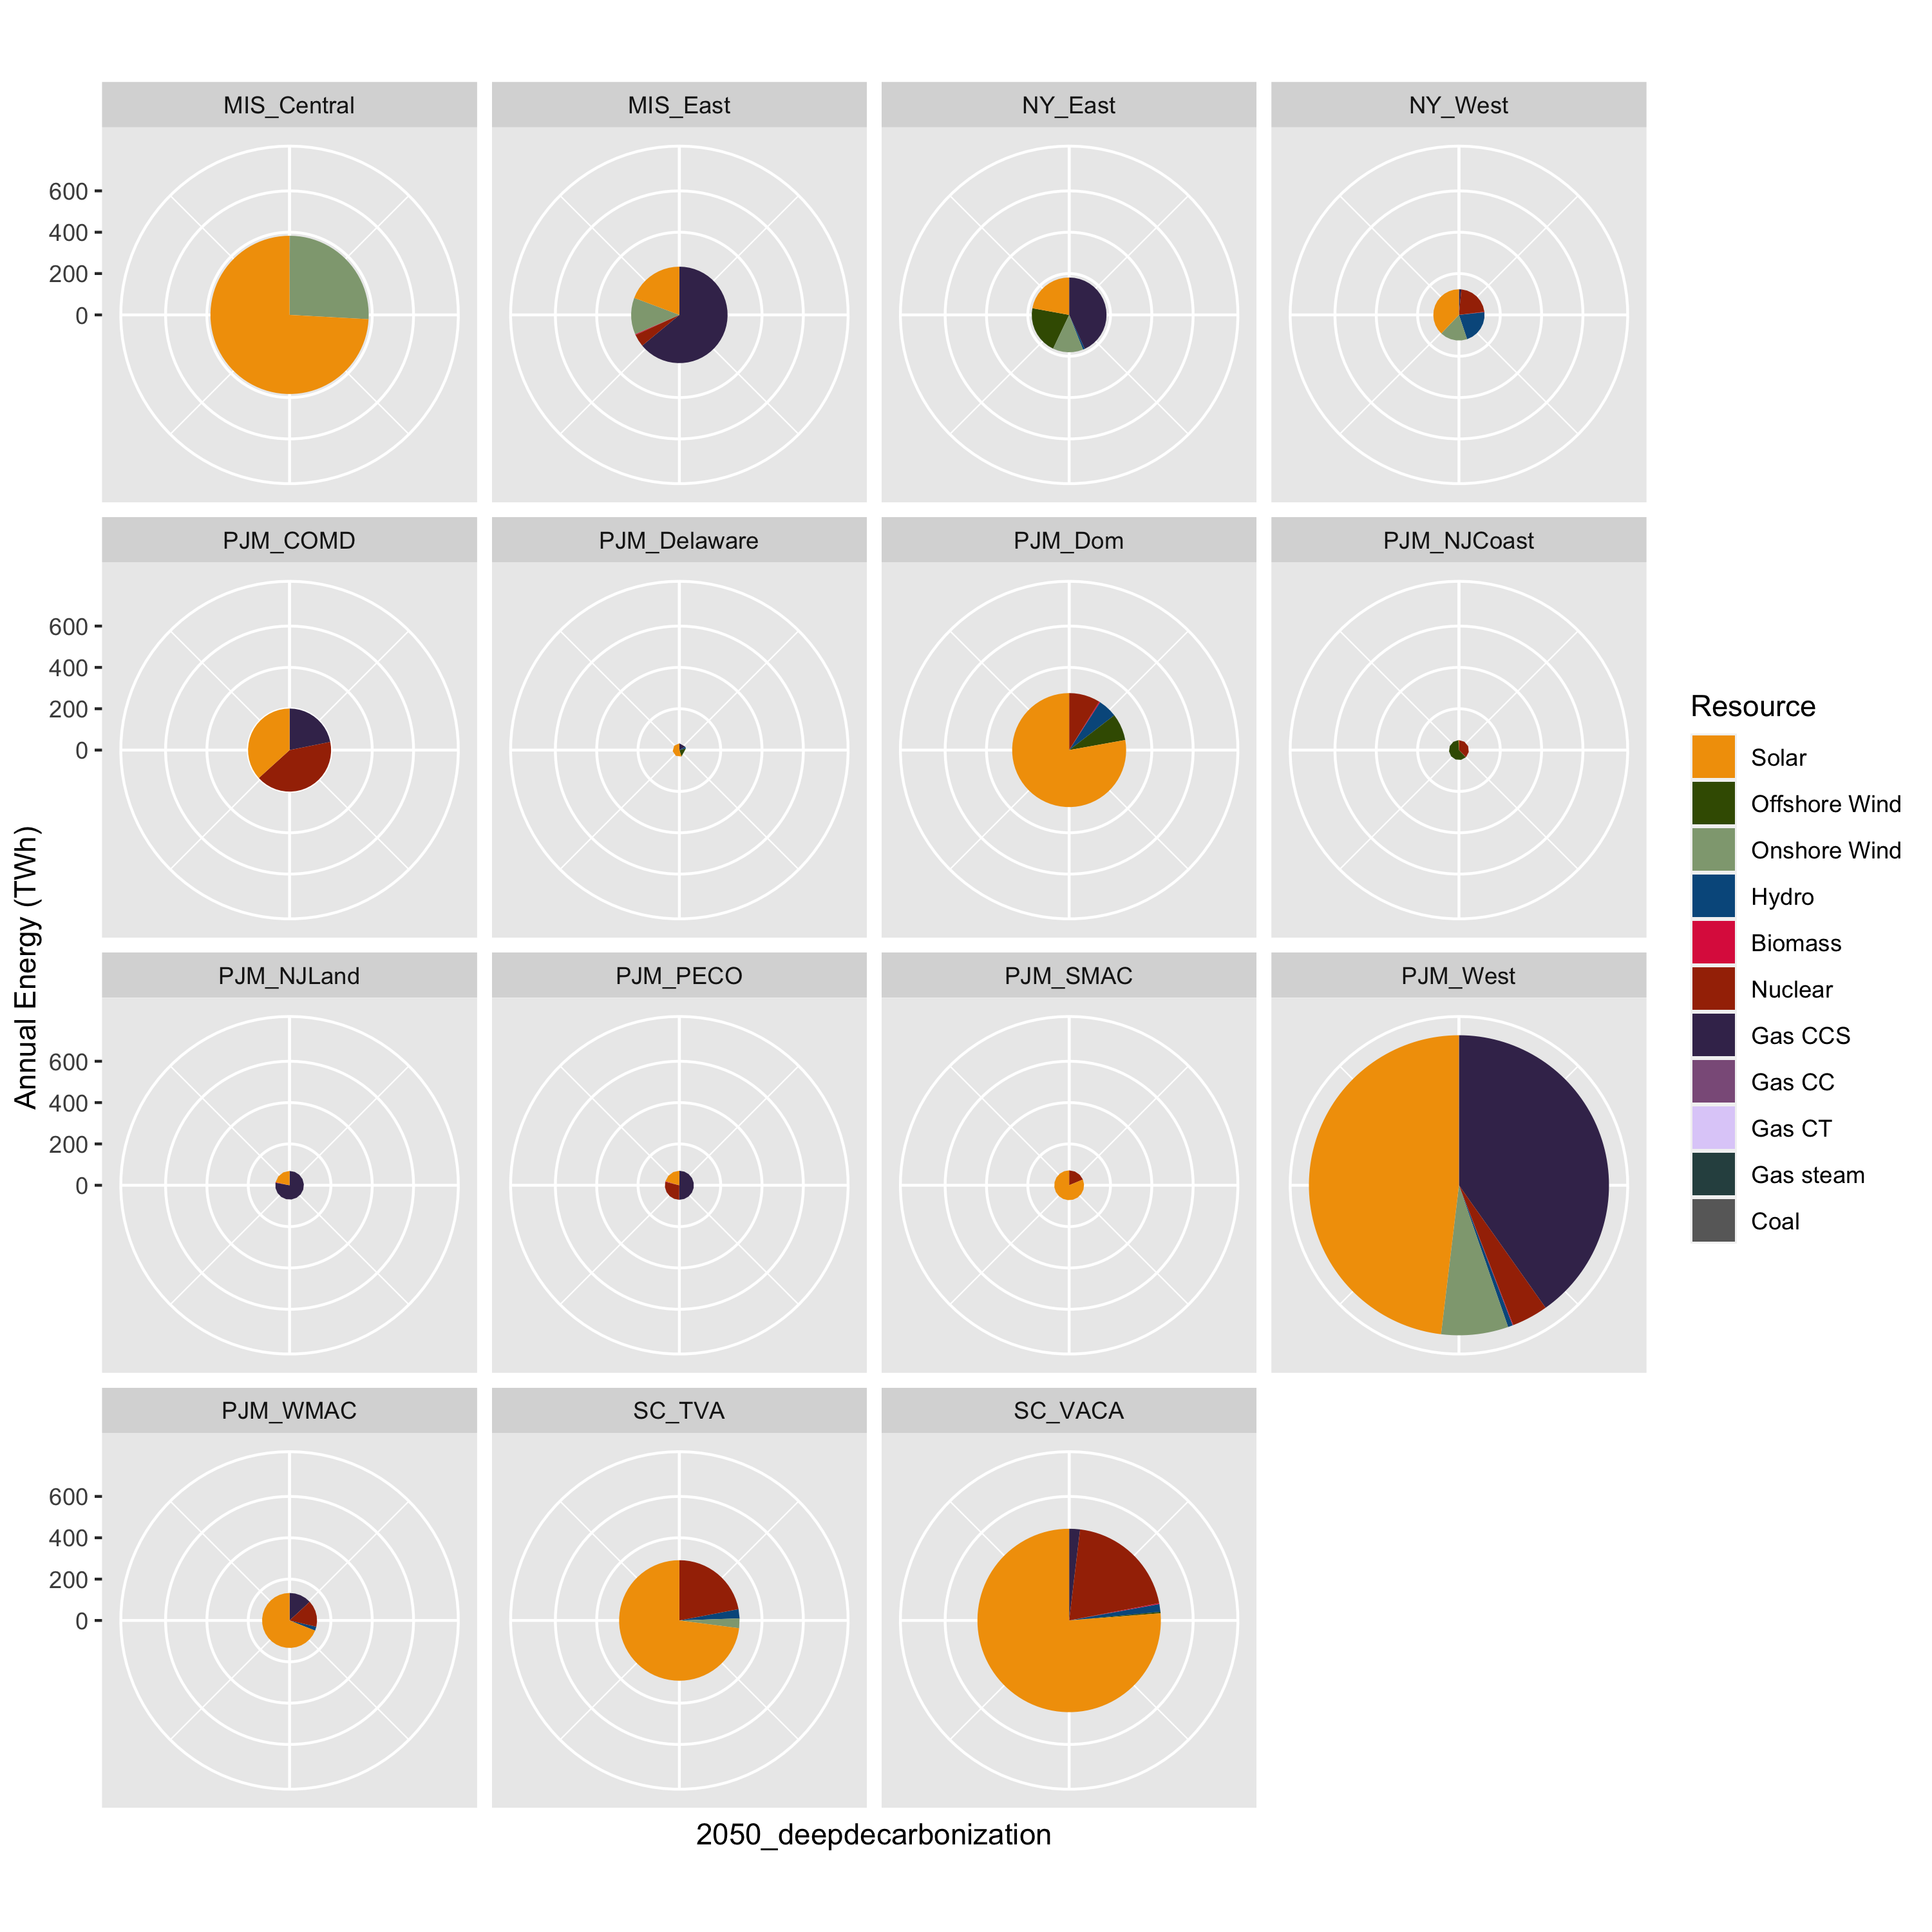 MIS_Central
MIS_East
NY_East
NY_West
600
400
200
0
PJM_COMD
PJM_Delaware
PJM_Dom
PJM_NJCoast
600
400
200
0
PJM_NJLand
PJM_PECO
PJM_SMAC
PJM_West
600
400
200
0
PJM_WMAC
SC_TVA
SC_VACA
600
400
200
0
Annual Energy (TWh)
2050_deepdecarbonization
Resource
Solar
Offshore Wind
Onshore Wind
Hydro
Biomass
Nuclear
Gas CCS
Gas CC
Gas CT
Gas steam
Coal